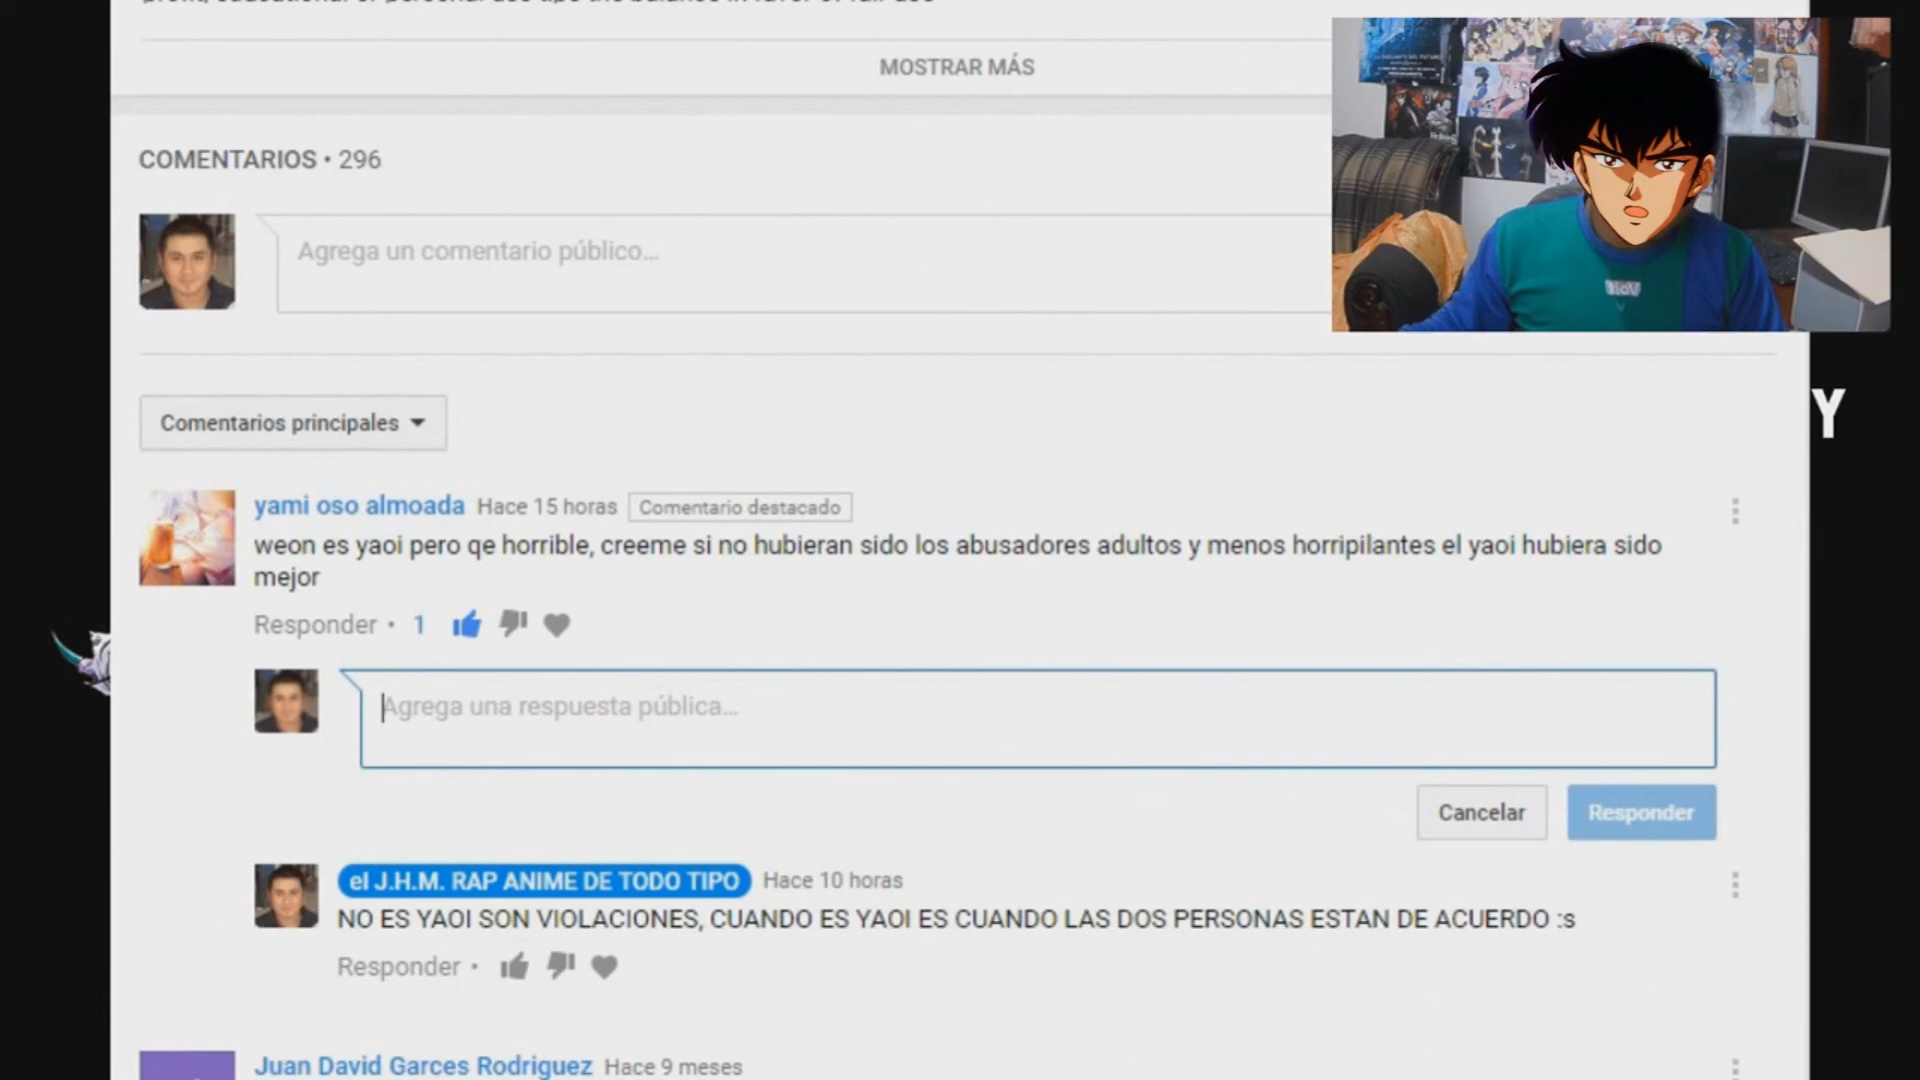 MOSTRAR MÁS
COMENTARIOS • 296
Agrega un comentario público...
Comentarios principales
Y
yami oso almoada Hace 15 horas Comentario destacado
weon es yaoi pero qe horrible, creeme si no hubieran sido los abusadores adultos y menos horripilantes el yaoi hubiera sido
mejor
Responder • 1
Agrega una respuesta pública...
Cancelar Responder
el J.H.M. RAP ANIME DE TODO TIPO Hace 10 horas
NO ES YAOI SON VIOLACIONES, CUANDO ES YAOI ES CUANDO LAS DOS PERSONAS ESTAN DE ACUERDO :s
Responder •
Juan David Garces Rodriguez Hace 9 meses